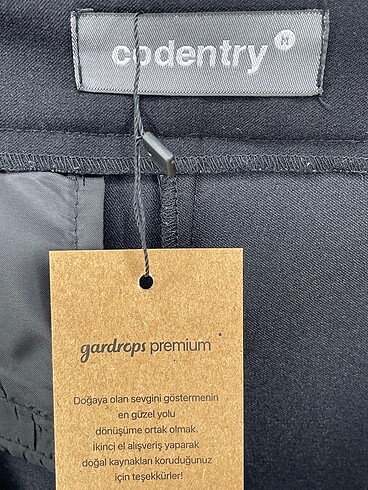 codentry M
gardrops premium
Doğaya olan sevgini göstermenin
en güzel yolu
dönüşüme ortak olmak.
İkinci el alışveriş yaparak
doğal kaynakları koruduğunuz
için teşekkürler!